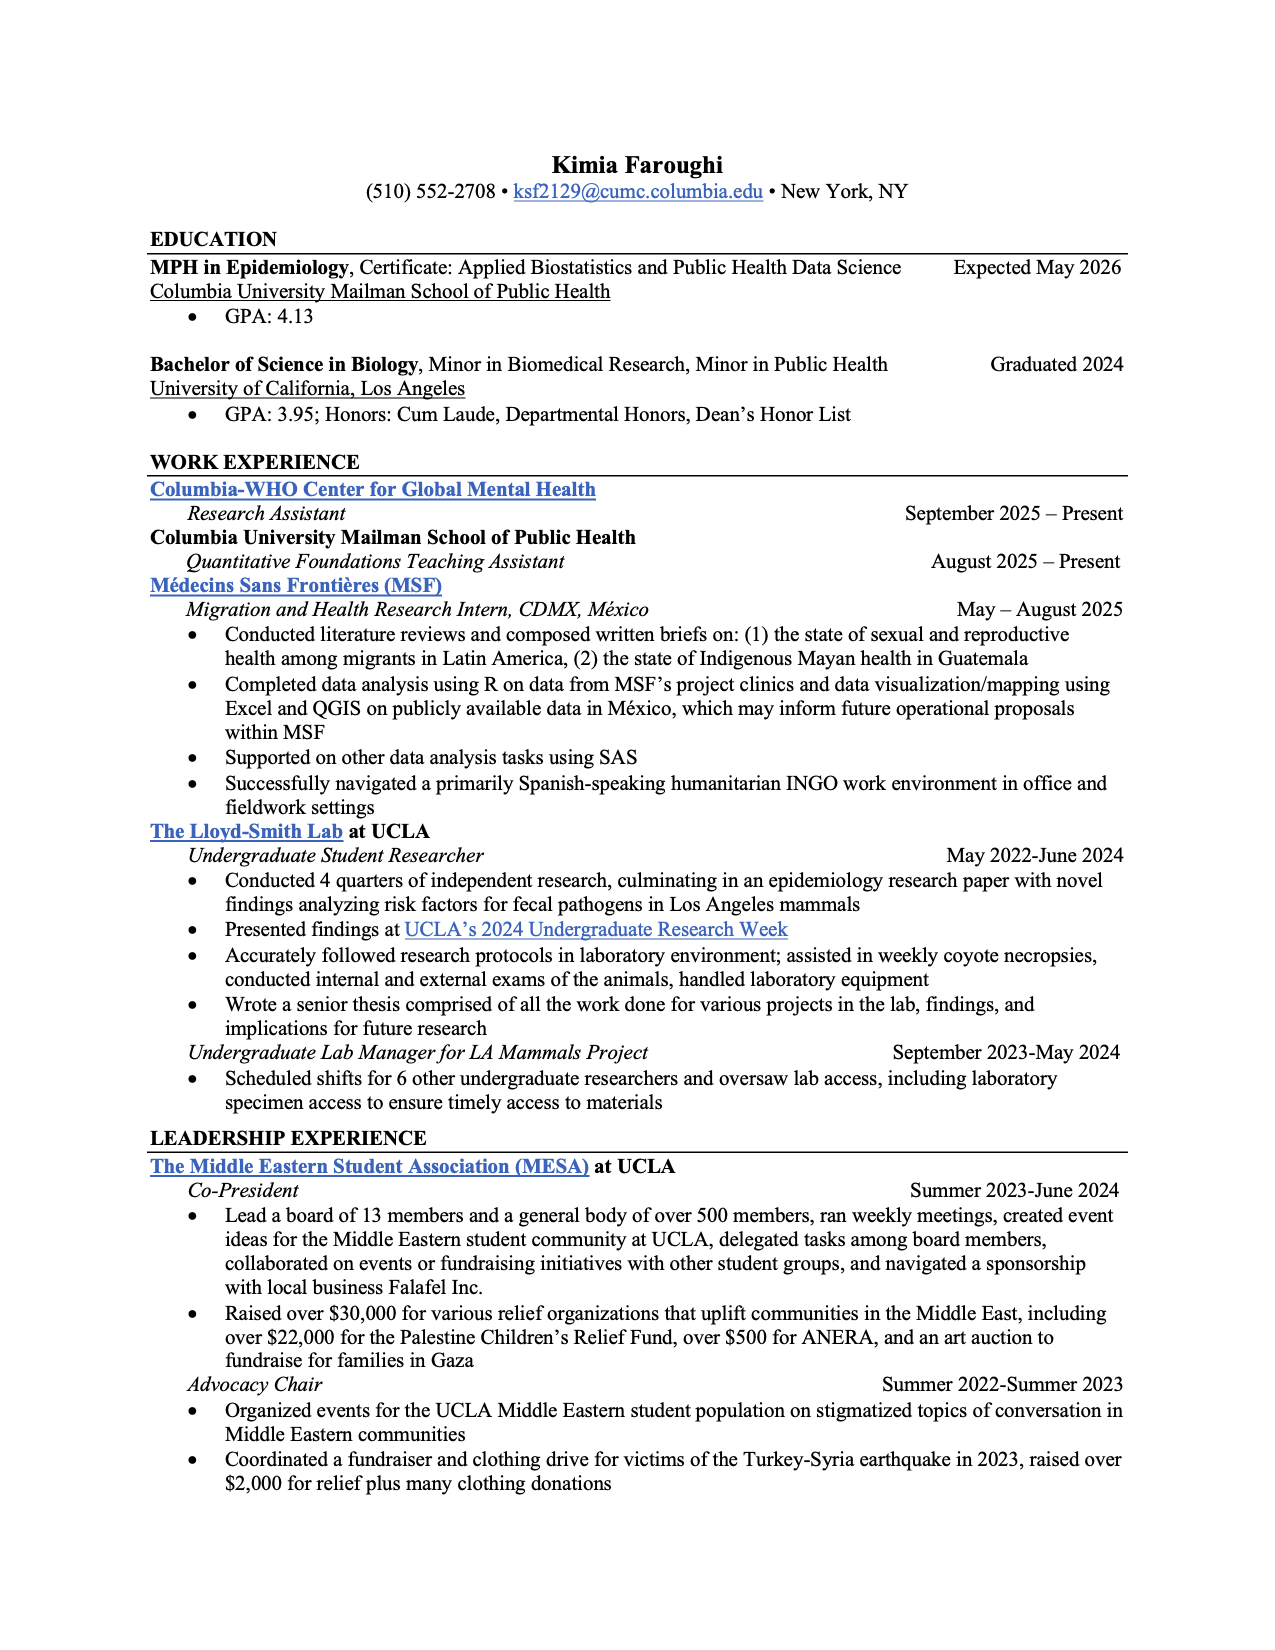 Kimia Faroughi
(510) 552-2708 • ksf2129@cumc.columbia.edu • New York, NY
EDUCATION
MPH in Epidemiology, Certificate: Applied Biostatistics and Public Health Data Science Expected May 2026
Columbia University Mailman School of Public Health
• GPA: 4.13
Bachelor of Science in Biology, Minor in Biomedical Research, Minor in Public Health Graduated 2024
University of California, Los Angeles
• GPA: 3.95; Honors: Cum Laude, Departmental Honors, Dean’s Honor List
WORK EXPERIENCE
Columbia-WHO Center for Global Mental Health
Research Assistant September 2025 – Present
Columbia University Mailman School of Public Health
Quantitative Foundations Teaching Assistant August 2025 – Present
Médecins Sans Frontières (MSF)
Migration and Health Research Intern, CDMX, México May – August 2025
• Conducted literature reviews and composed written briefs on: (1) the state of sexual and reproductive
health among migrants in Latin America, (2) the state of Indigenous Mayan health in Guatemala
• Completed data analysis using R on data from MSF’s project clinics and data visualization/mapping using
Excel and QGIS on publicly available data in México, which may inform future operational proposals
within MSF
• Supported on other data analysis tasks using SAS
• Successfully navigated a primarily Spanish-speaking humanitarian INGO work environment in office and
fieldwork settings
The Lloyd-Smith Lab at UCLA
Undergraduate Student Researcher May 2022-June 2024
• Conducted 4 quarters of independent research, culminating in an epidemiology research paper with novel
findings analyzing risk factors for fecal pathogens in Los Angeles mammals
• Presented findings at UCLA’s 2024 Undergraduate Research Week
• Accurately followed research protocols in laboratory environment; assisted in weekly coyote necropsies,
conducted internal and external exams of the animals, handled laboratory equipment
• Wrote a senior thesis comprised of all the work done for various projects in the lab, findings, and
implications for future research
Undergraduate Lab Manager for LA Mammals Project September 2023-May 2024
• Scheduled shifts for 6 other undergraduate researchers and oversaw lab access, including laboratory
specimen access to ensure timely access to materials
LEADERSHIP EXPERIENCE
The Middle Eastern Student Association (MESA) at UCLA
Co-President Summer 2023-June 2024
• Lead a board of 13 members and a general body of over 500 members, ran weekly meetings, created event
ideas for the Middle Eastern student community at UCLA, delegated tasks among board members,
collaborated on events or fundraising initiatives with other student groups, and navigated a sponsorship
with local business Falafel Inc.
• Raised over $30,000 for various relief organizations that uplift communities in the Middle East, including
over $22,000 for the Palestine Children’s Relief Fund, over $500 for ANERA, and an art auction to
fundraise for families in Gaza
Advocacy Chair Summer 2022-Summer 2023
• Organized events for the UCLA Middle Eastern student population on stigmatized topics of conversation in
Middle Eastern communities
• Coordinated a fundraiser and clothing drive for victims of the Turkey-Syria earthquake in 2023, raised over
$2,000 for relief plus many clothing donations